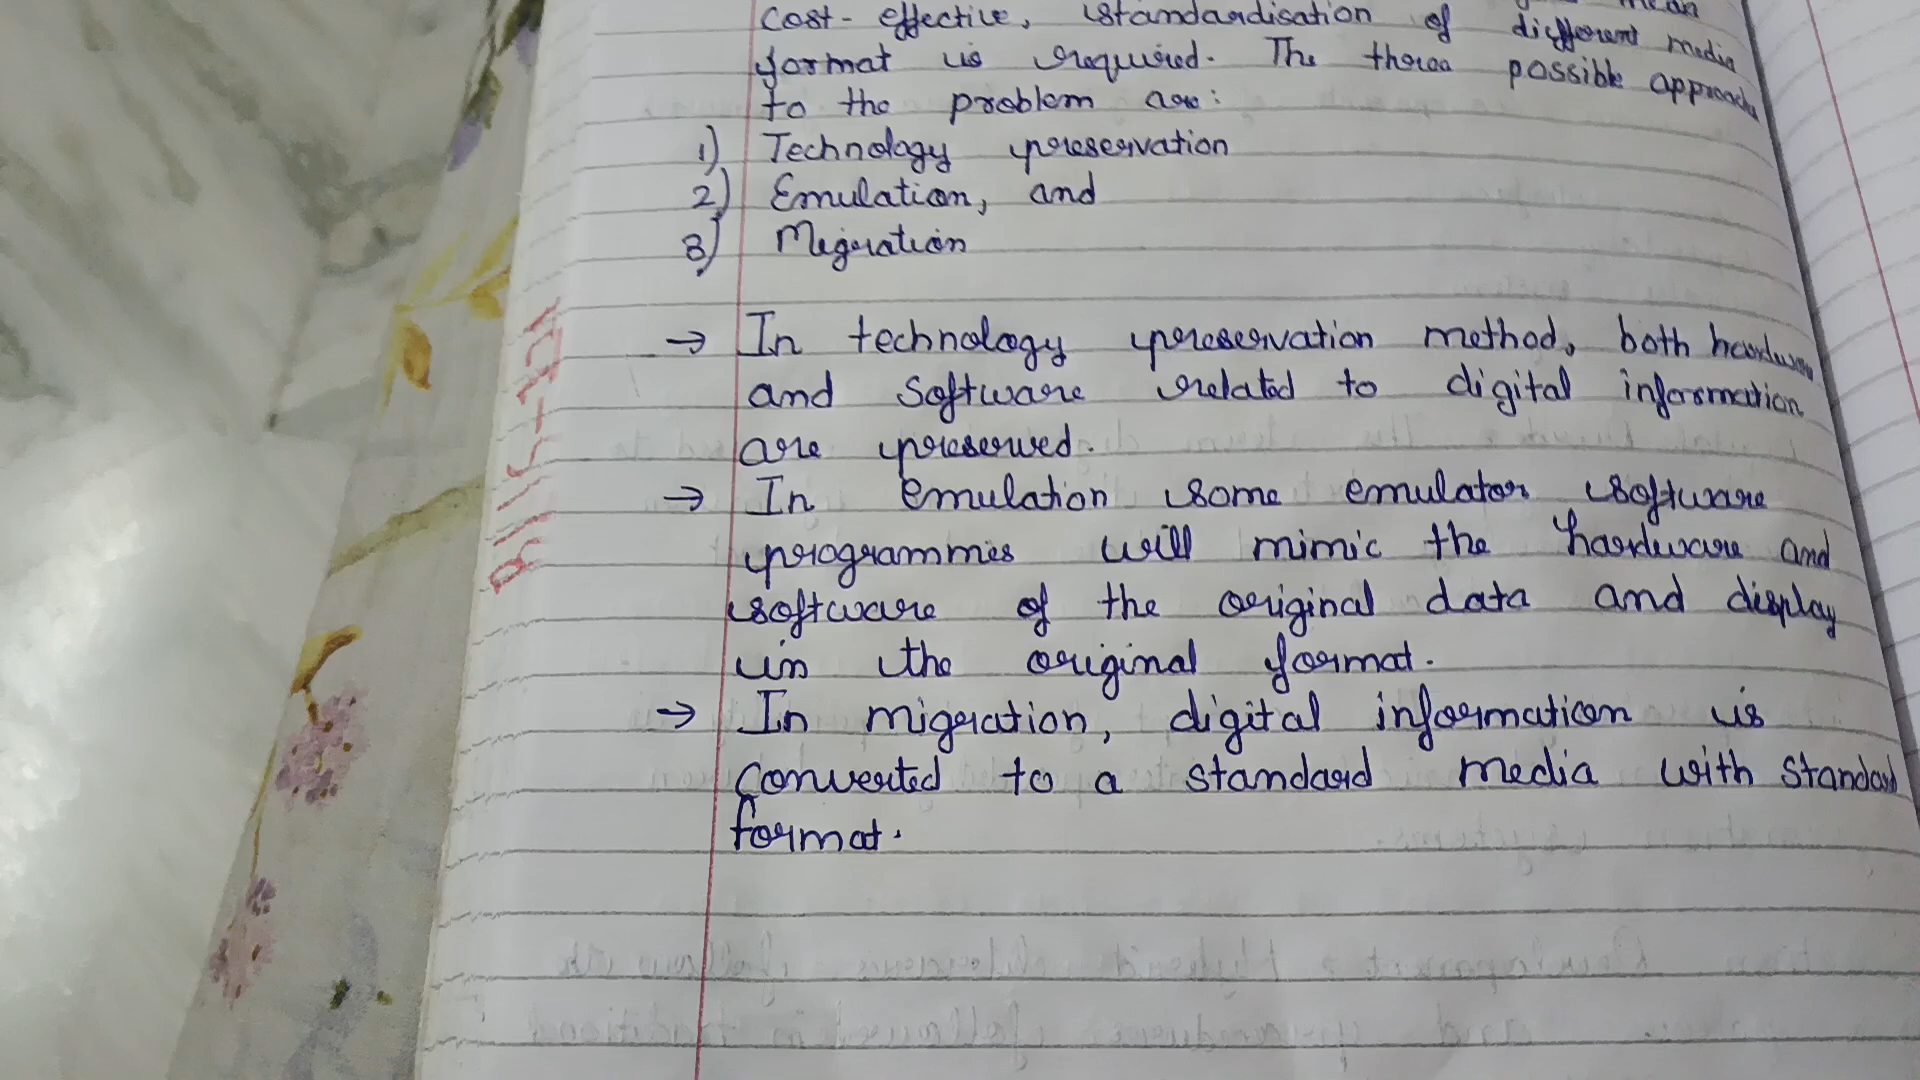 cost-effective, standardisation of different media
format is required. The three possible approachs
to the problem are:
1) Technology preservation
2) Emulation, and
3) Migration
→ In technology preservation method, both hardware
and software related to digital information
are preserved.
→ In emulation some emulator software
programmes will mimic the hardware and
software of the original data and display
in the original format.
→ In migration, digital information is
converted to a standard media with standard
format.